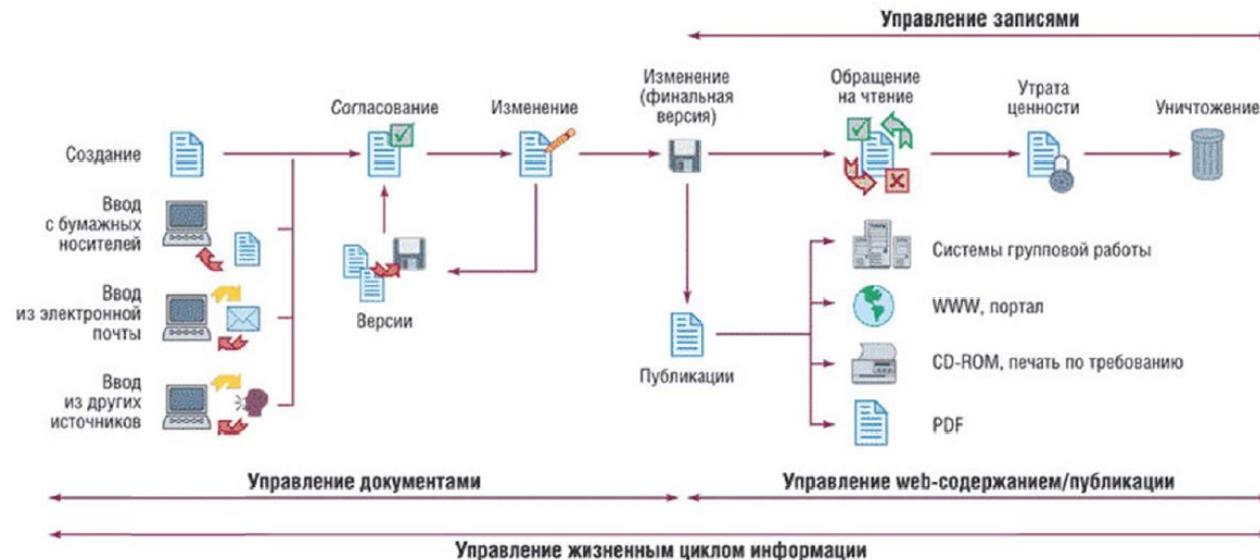 Управление записями
Согласование
Изменение
Изменение
(финальная
версия)
Обращение
на чтение
Утрата
ценности
Уничтожение
Создание
Ввод
с бумажных
носителей
Ввод
из электронной
почты
Ввод
из других
источников
Версии
Публикации
Системы групповой работы
WWW, портал
CD-ROM, печать по требованию
PDF
Управление документами
Управление web-содержанием/публикации
Управление жизненным циклом информации